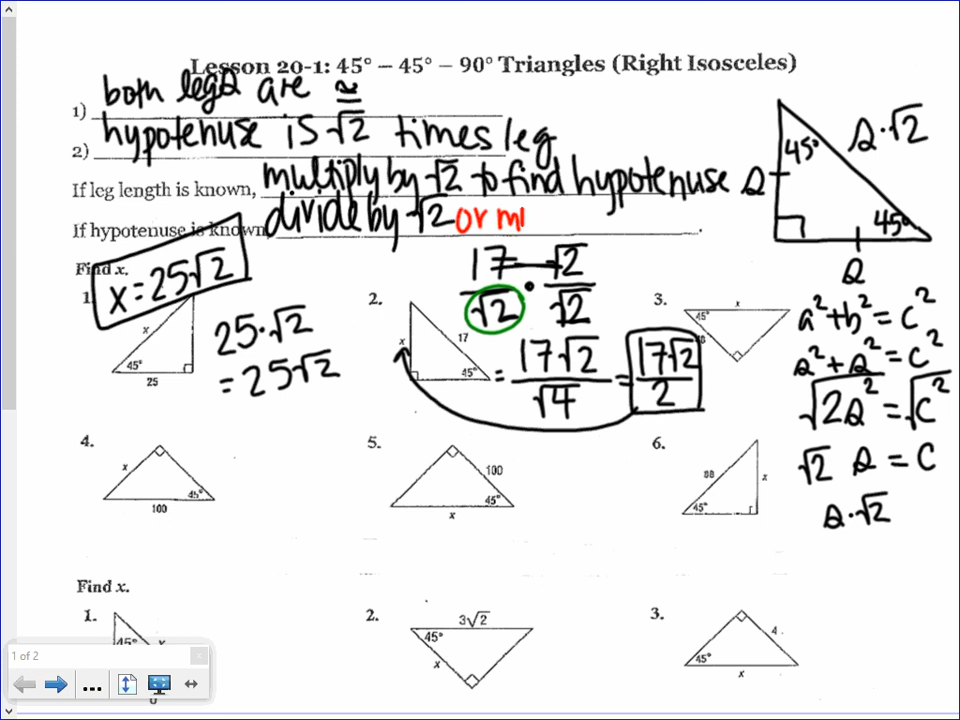 Lesson 20-1: 45° – 45° – 90° Triangles (Right Isosceles)
1) both legs are ≅
2) hypotenuse is √2 times leg
If leg length is known, multiply by √2 to find hypotenuse
If hypotenuse is known, divide by √2 or
a
45°
45°
a
a·√2
Find x.
x = 25√2
1.
x
45°
25
25·√2
= 25√2
2.
x
17
45°
17/√2 · √2/√2
= 17√2/√4 = 17√2/2
3.
x
45°
a² + b² = c²
a² + a² = c²
√2a² = √c²
√2 a = c
a·√2
4.
x
45°
100
5.
100
45°
x
6.
88
x
45°
Find x.
1.
45°
x
2.
3√2
45°
x
3.
4
45°
x
1 of 2